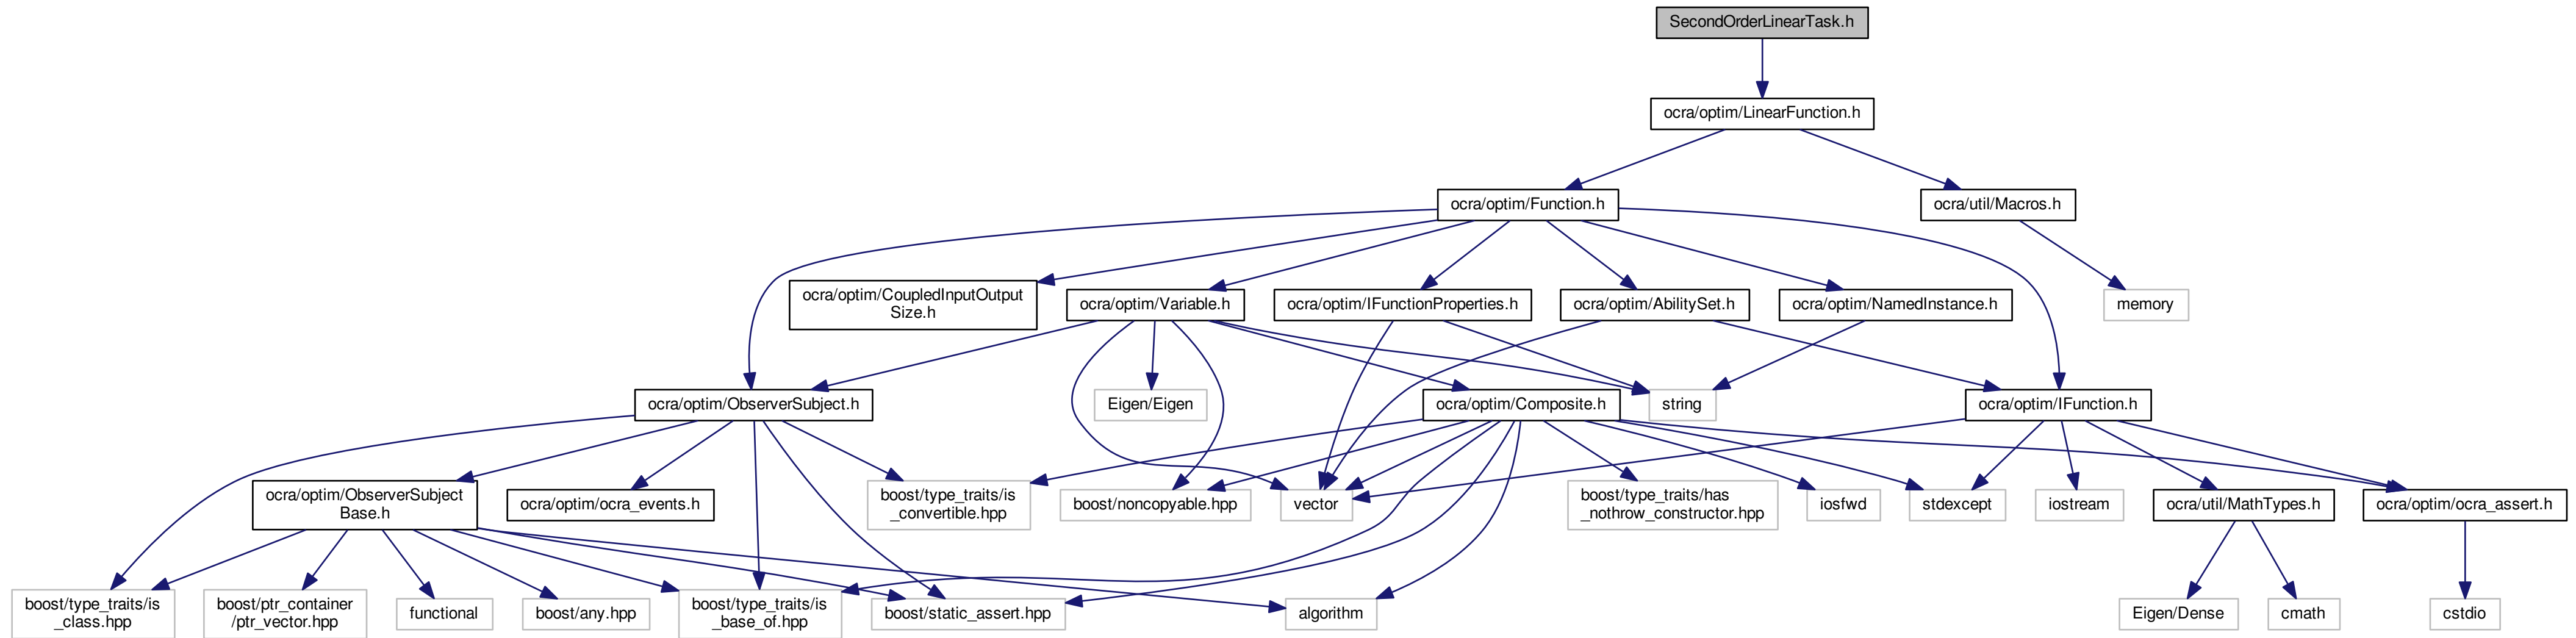 SecondOrderLinearTask.h
ocra/optim/LinearFunction.h
ocra/optim/Function.h
ocra/util/Macros.h
ocra/optim/CoupledInputOutput
Size.h
ocra/optim/Variable.h
ocra/optim/IFunctionProperties.h
ocra/optim/AbilitySet.h
ocra/optim/NamedInstance.h
memory
ocra/optim/ObserverSubject.h
Eigen/Eigen
ocra/optim/Composite.h
string
ocra/optim/IFunction.h
ocra/optim/ObserverSubject
Base.h
ocra/optim/ocra_events.h
boost/type_traits/is
_convertible.hpp
boost/noncopyable.hpp
vector
boost/type_traits/has
_nothrow_constructor.hpp
iosfwd
stdexcept
iostream
ocra/util/MathTypes.h
ocra/optim/ocra_assert.h
boost/type_traits/is
_class.hpp
boost/ptr_container
/ptr_vector.hpp
functional
boost/any.hpp
boost/type_traits/is
_base_of.hpp
boost/static_assert.hpp
algorithm
Eigen/Dense
cmath
cstdio